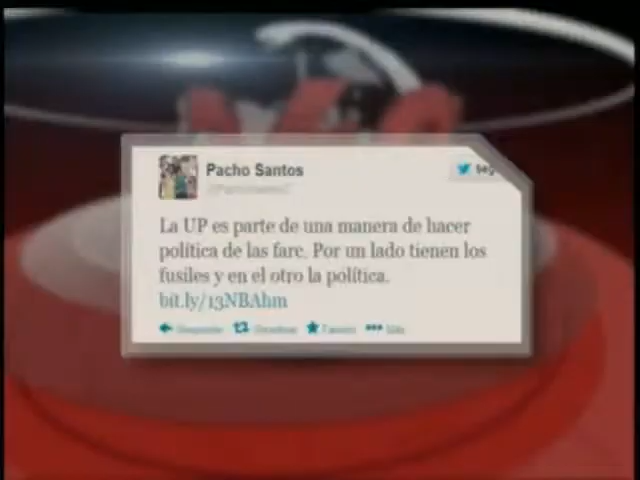 Pacho Santos
La UP es parte de una manera de hacer
política de las farc. Por un lado tienen los
fusiles y en el otro la política.
bit.ly/13NBAhm